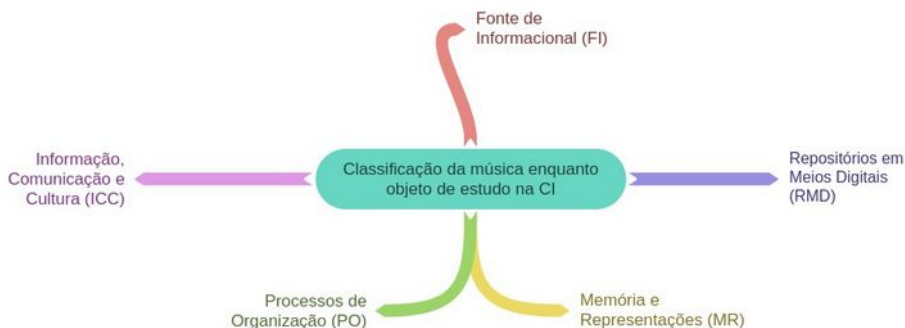 Fonte de
Informacional (FI)
Informação,
Comunicação e
Cultura (ICC)
Classificação da música enquanto
objeto de estudo na CI
Repositórios em
Meios Digitais
(RMD)
Processos de
Organização (PO)
Memória e
Representações (MR)